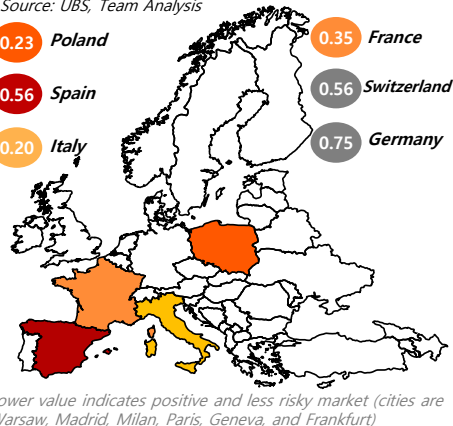 Source: UBS, Team Analysis
0.23 Poland
0.35 France
0.56 Spain
0.56 Switzerland
0.20 Italy
0.75 Germany
ower value indicates positive and less risky market (cities are
Warsaw, Madrid, Milan, Paris, Geneva, and Frankfurt)